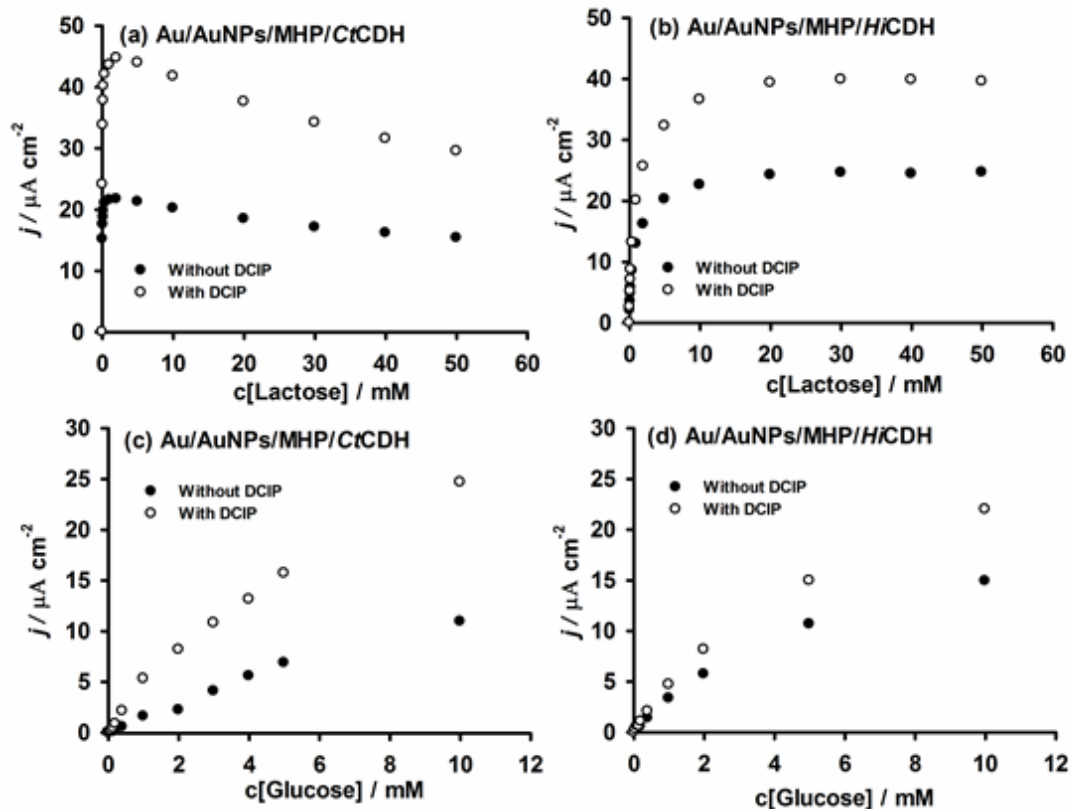 (a) Au/AuNPs/MHP/CtCDH
50
40
30
20
10
0
j / µA cm-2
Without DCIP
With DCIP
0 10 20 30 40 50 60
c[Lactose] / mM
(b) Au/AuNPs/MHP/HiCDH
60
50
40
30
20
10
0
j / µA cm-2
Without DCIP
With DCIP
0 10 20 30 40 50 60
c[Lactose] / mM
(c) Au/AuNPs/MHP/CtCDH
30
25
20
15
10
5
0
j / µA cm-2
Without DCIP
With DCIP
0 2 4 6 8 10 12
c[Glucose] / mM
(d) Au/AuNPs/MHP/HiCDH
30
25
20
15
10
5
0
j / µA cm-2
Without DCIP
With DCIP
0 2 4 6 8 10 12
c[Glucose] / mM